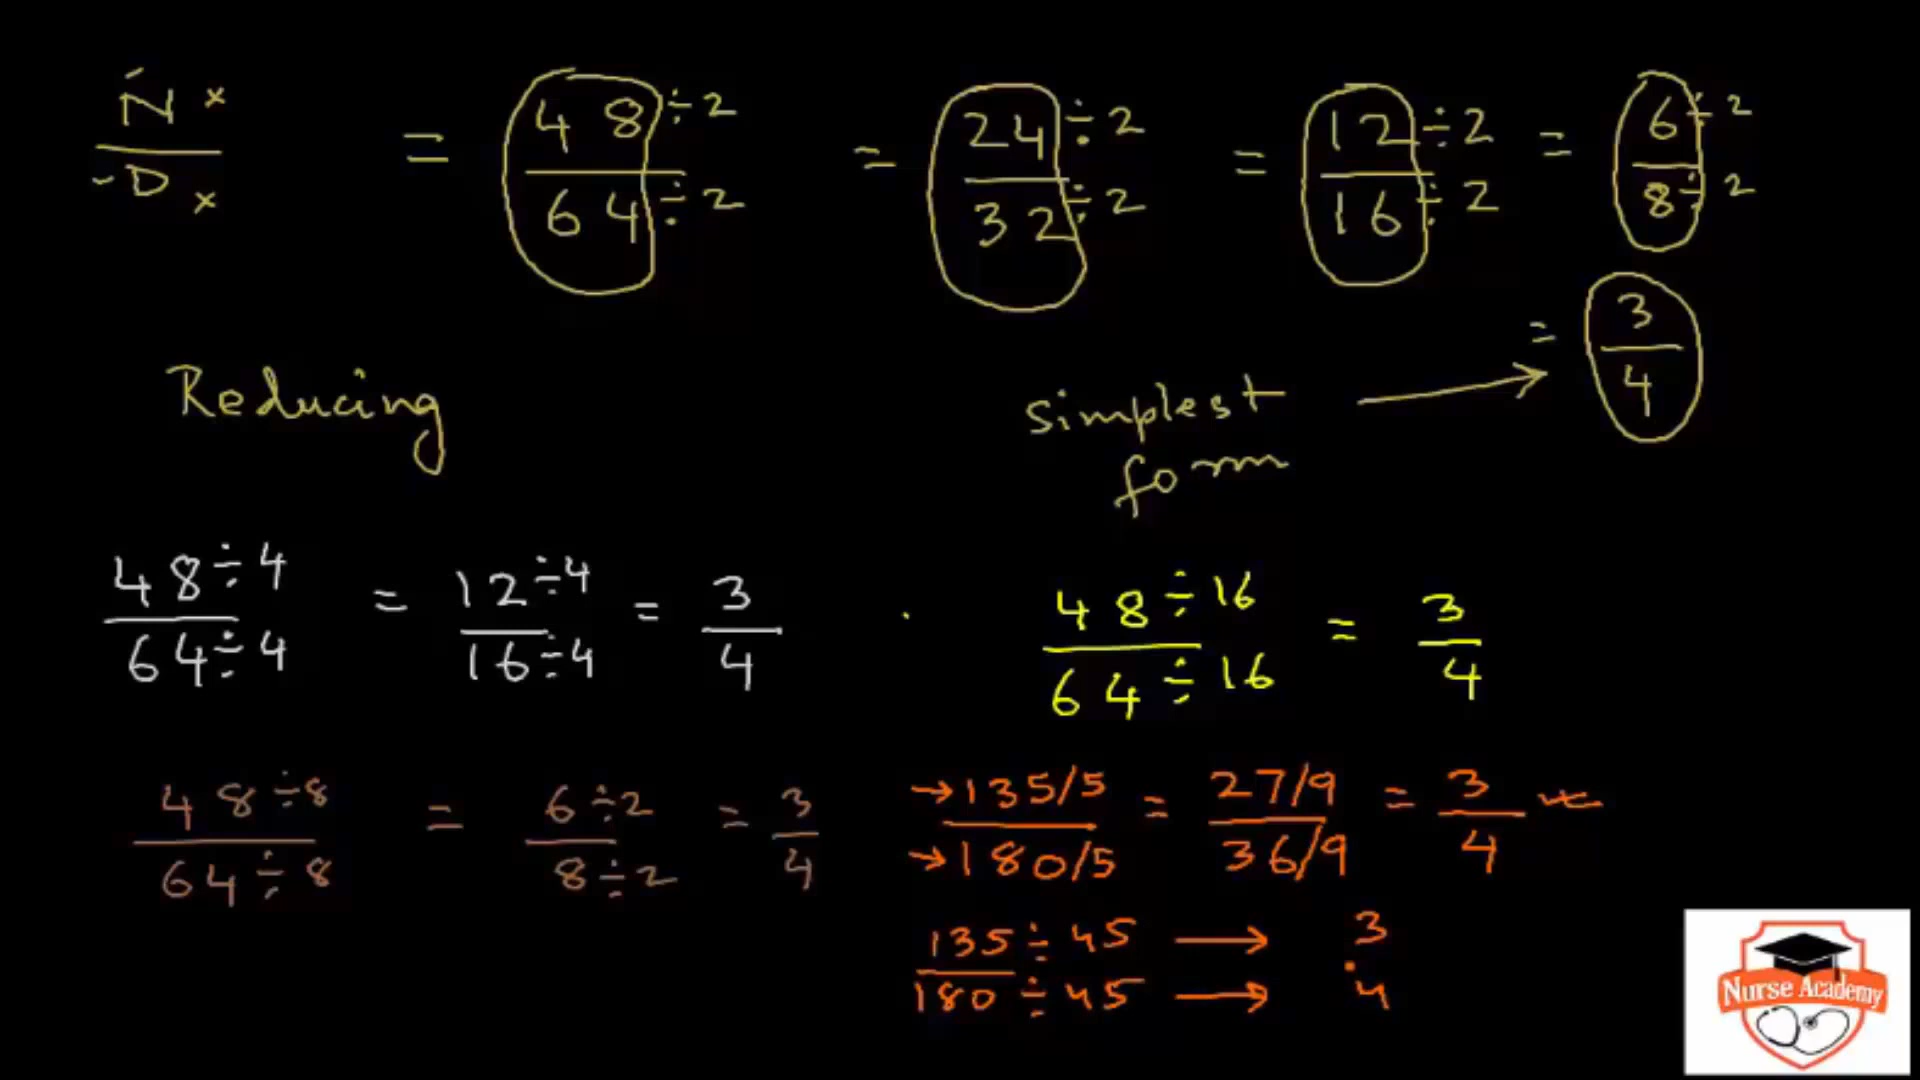 N × / D × = 48 ÷ 2 / 64 ÷ 2 = 24 ÷ 2 / 32 ÷ 2 = 12 ÷ 2 / 16 ÷ 2 = 6 ÷ 2 / 8 ÷ 2
= 3 / 4
Reducing
simplest
form
48 ÷ 4 / 64 ÷ 4 = 12 ÷ 4 / 16 ÷ 4 = 3 / 4
48 ÷ 16 / 64 ÷ 16 = 3 / 4
48 ÷ 8 / 64 ÷ 8 = 6 ÷ 2 / 8 ÷ 2 = 3 / 4
→ 135/5 = 27/9 = 3
→ 180/5 36/9 4
135 ÷ 45 → 3
180 ÷ 45 → 4
Nurse Academy